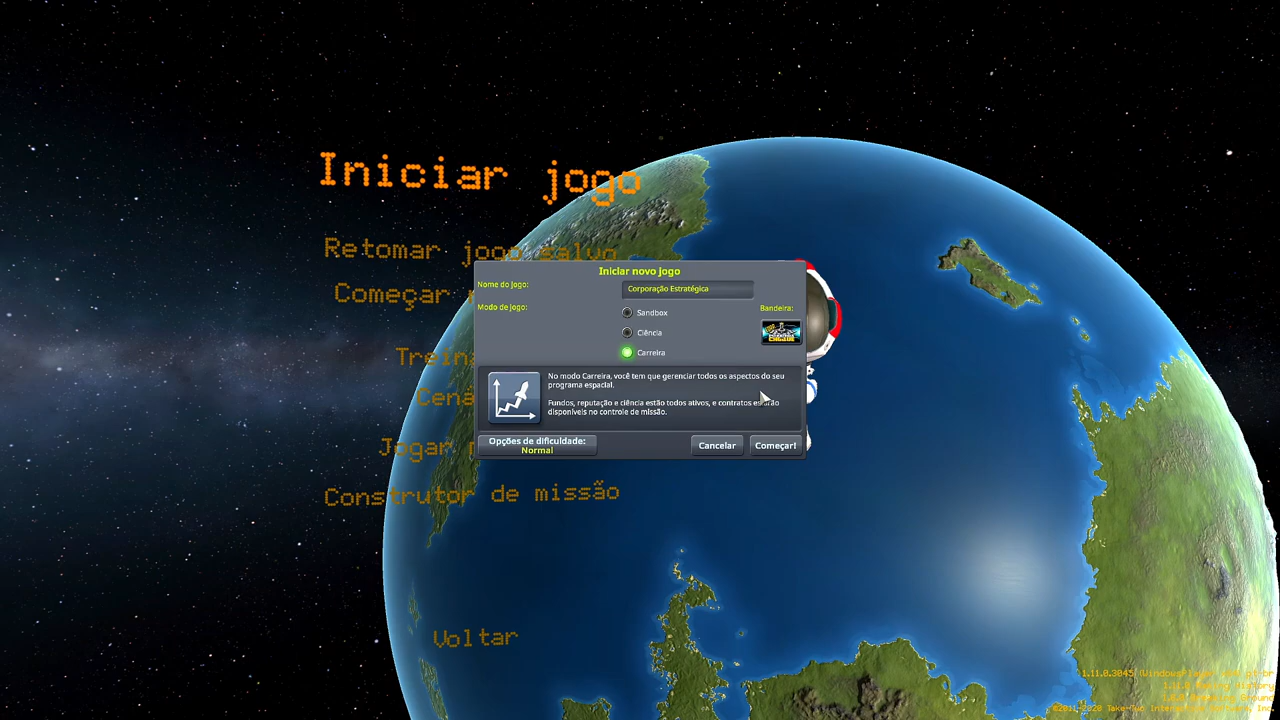 Iniciar jogo
Retomar jogo salvo
Começar
Iniciar novo jogo
Nome do jogo:
Corporação Estratégica
Modo de jogo:
Sandbox
Bandeira:
Ciência
Carreira
No modo Carreira, você tem que gerenciar todos os aspectos do seu
programa espacial.
Fundos, reputação e ciência estão todos ativos, e contratos estarão
disponíveis no controle de missão.
Opções de dificuldade:
Normal
Cancelar
Começar!
Jogar
Construtor de missão
Voltar